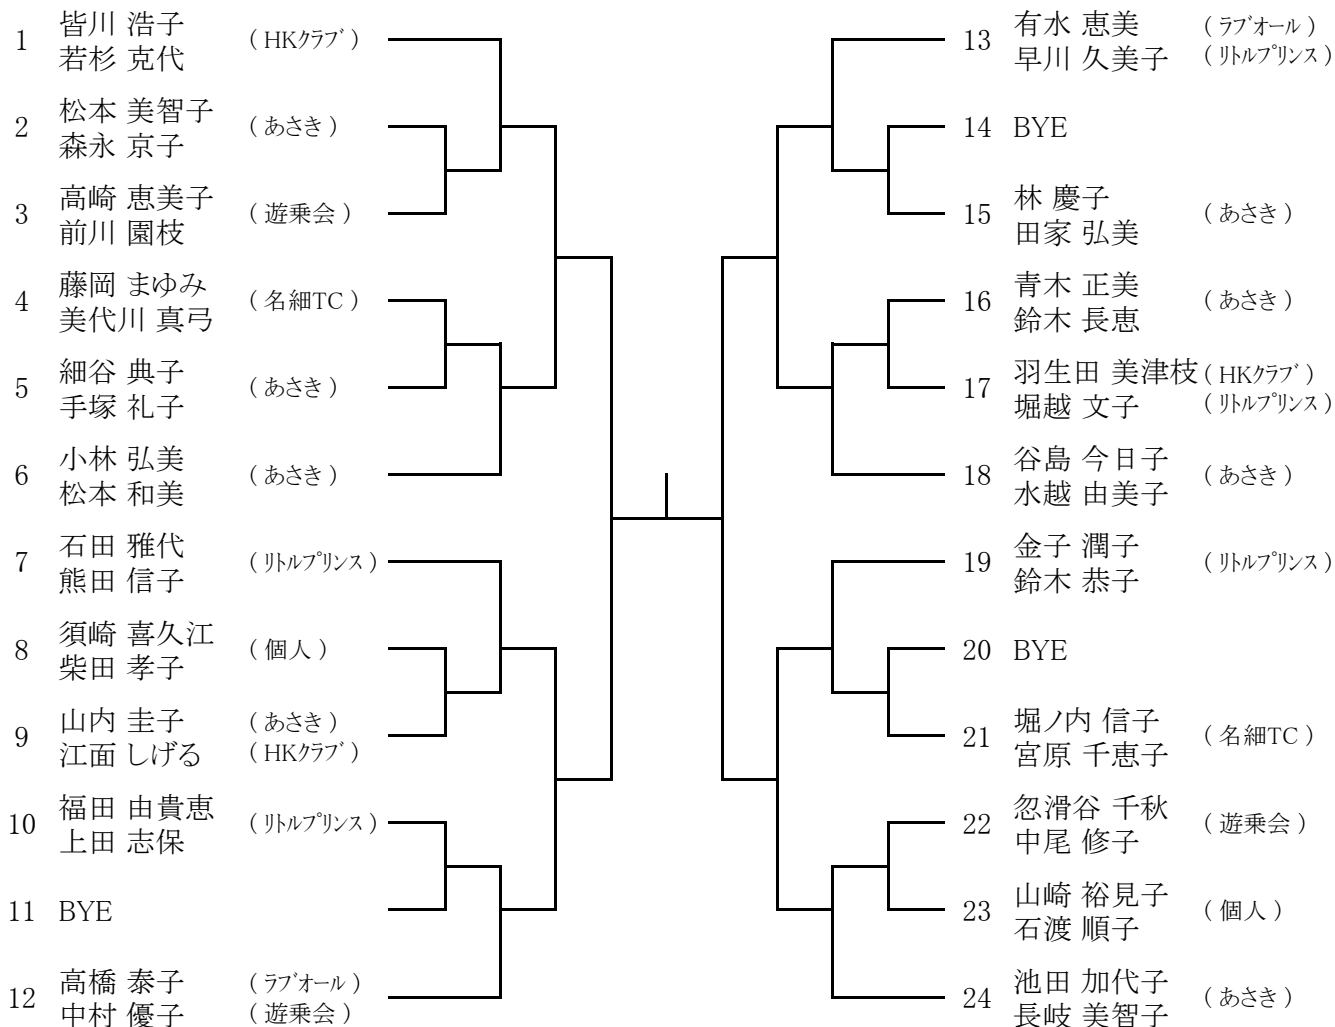 1 皆川 浩子 ( HKｸﾗﾌﾞ )
若杉 克代
2 松本 美智子 ( あさき )
森永 京子
3 高崎 恵美子 ( 遊乗会 )
前川 園枝
4 藤岡 まゆみ ( 名細TC )
美代川 真弓
5 細谷 典子 ( あさき )
手塚 礼子
6 小林 弘美 ( あさき )
松本 和美
7 石田 雅代 ( ﾘﾄﾙﾌﾟﾘﾝｽ )
熊田 信子
8 須崎 喜久江 ( 個人 )
柴田 孝子
9 山内 圭子 ( あさき )
江面 しげる ( HKｸﾗﾌﾞ )
10 福田 由貴恵 ( ﾘﾄﾙﾌﾟﾘﾝｽ )
上田 志保
11 BYE
12 高橋 泰子 ( ﾗﾌﾞｵｰﾙ )
中村 優子 ( 遊乗会 )
13 有水 恵美 ( ﾗﾌﾞｵｰﾙ )
早川 久美子 ( ﾘﾄﾙﾌﾟﾘﾝｽ )
14 BYE
15 林 慶子 ( あさき )
田家 弘美
16 青木 正美 ( あさき )
鈴木 長恵
17 羽生田 美津枝 ( HKｸﾗﾌﾞ )
堀越 文子 ( ﾘﾄﾙﾌﾟﾘﾝｽ )
18 谷島 今日子 ( あさき )
水越 由美子
19 金子 潤子 ( ﾘﾄﾙﾌﾟﾘﾝｽ )
鈴木 恭子
20 BYE
21 堀ノ内 信子 ( 名細TC )
宮原 千恵子
22 忽滑谷 千秋 ( 遊乗会 )
中尾 修子
23 山崎 裕見子 ( 個人 )
石渡 順子
24 池田 加代子 ( あさき )
長岐 美智子